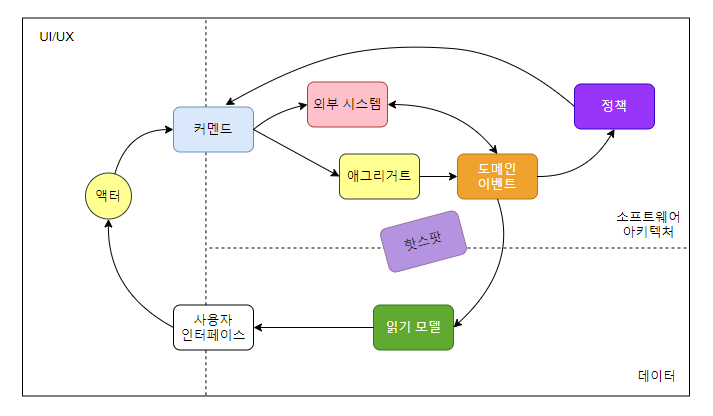 UI/UX
외부 시스템
정책
커멘드
애그리거트
도메인
이벤트
액터
핫스팟
소프트웨어
아키텍처
사용자
인터페이스
읽기 모델
데이터